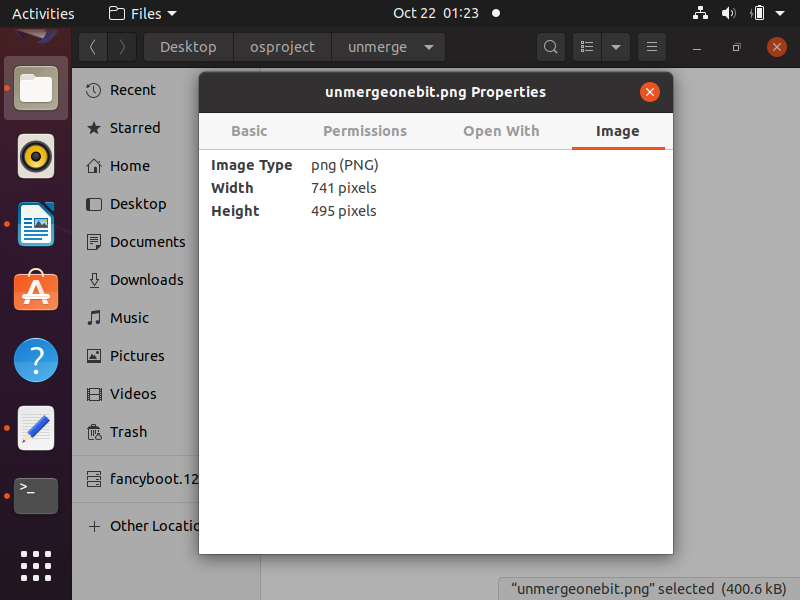 Activities Files Oct 22 01:23
Desktop osproject unmerge
unmergeonebit.png Properties
Basic Permissions Open With Image
Image Type png (PNG)
Width 741 pixels
Height 495 pixels
Recent
Starred
Home
Desktop
Documents
Downloads
Music
Pictures
Videos
Trash
fancyboot.12
Other Locatio
>_
“unmergeonebit.png” selected (400.6 kB)